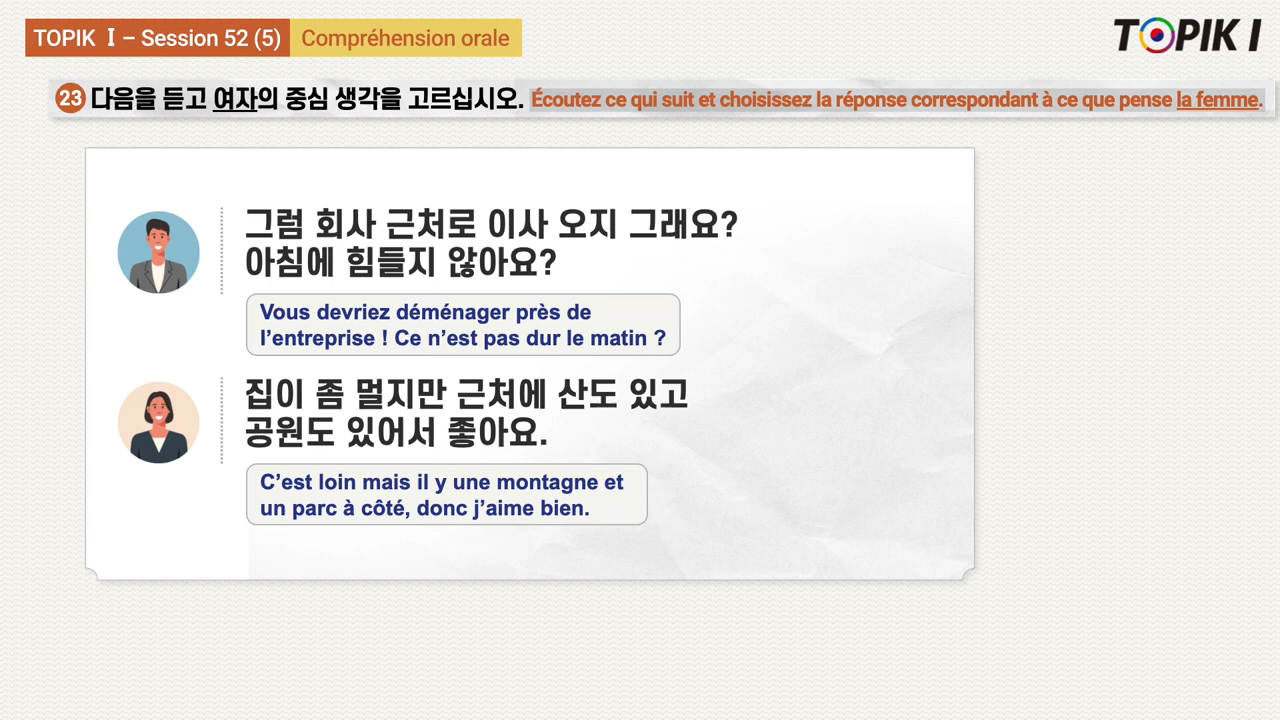 TOPIK Ⅰ – Session 52 (5) Compréhension orale
TOPIK I
23 다음을 듣고 여자의 중심 생각을 고르십시오. Écoutez ce qui suit et choisissez la réponse correspondant à ce que pense la femme.
그럼 회사 근처로 이사 오지 그래요?
아침에 힘들지 않아요?
Vous devriez déménager près de
l’entreprise ! Ce n’est pas dur le matin ?
집이 좀 멀지만 근처에 산도 있고
공원도 있어서 좋아요.
C’est loin mais il y une montagne et
un parc à côté, donc j’aime bien.